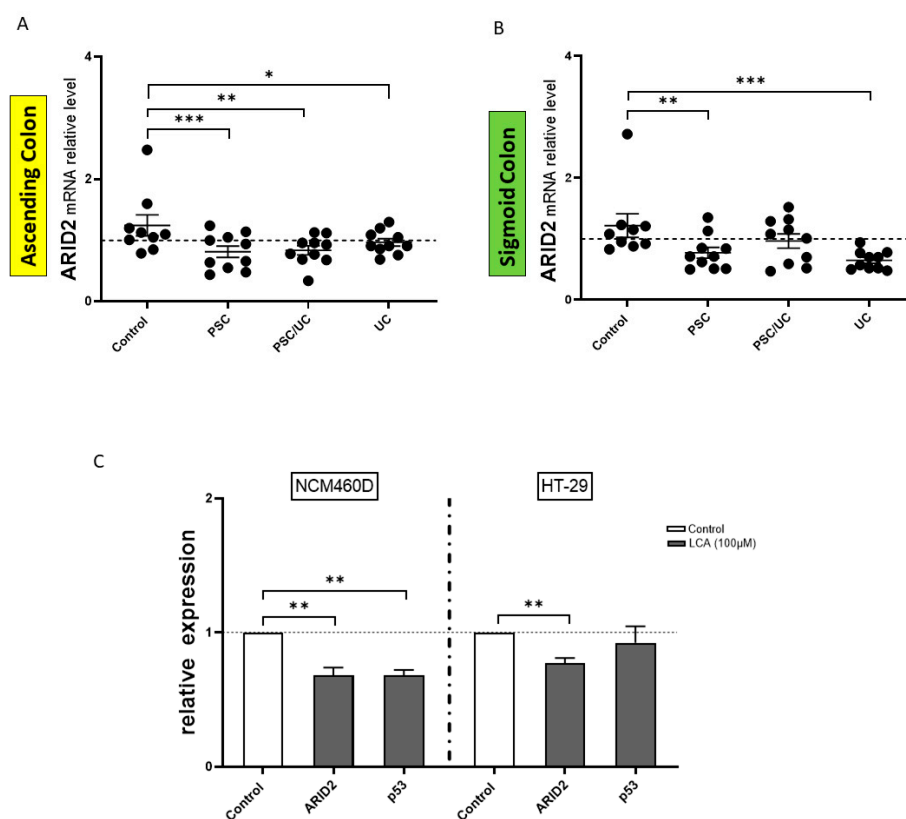 A
Ascending Colon
ARID2 mRNA relative level
4
2
1
0
*
**
***
Control
PSC
PSC/UC
UC
B
Sigmoid Colon
ARID2 mRNA relative level
4
2
1
0
***
**
Control
PSC
PSC/UC
UC
C
NCM460D
HT-29
relative expression
2
1
0
**
**
**
Control
LCA (100µM)
Control
ARID2
p53
Control
ARID2
p53